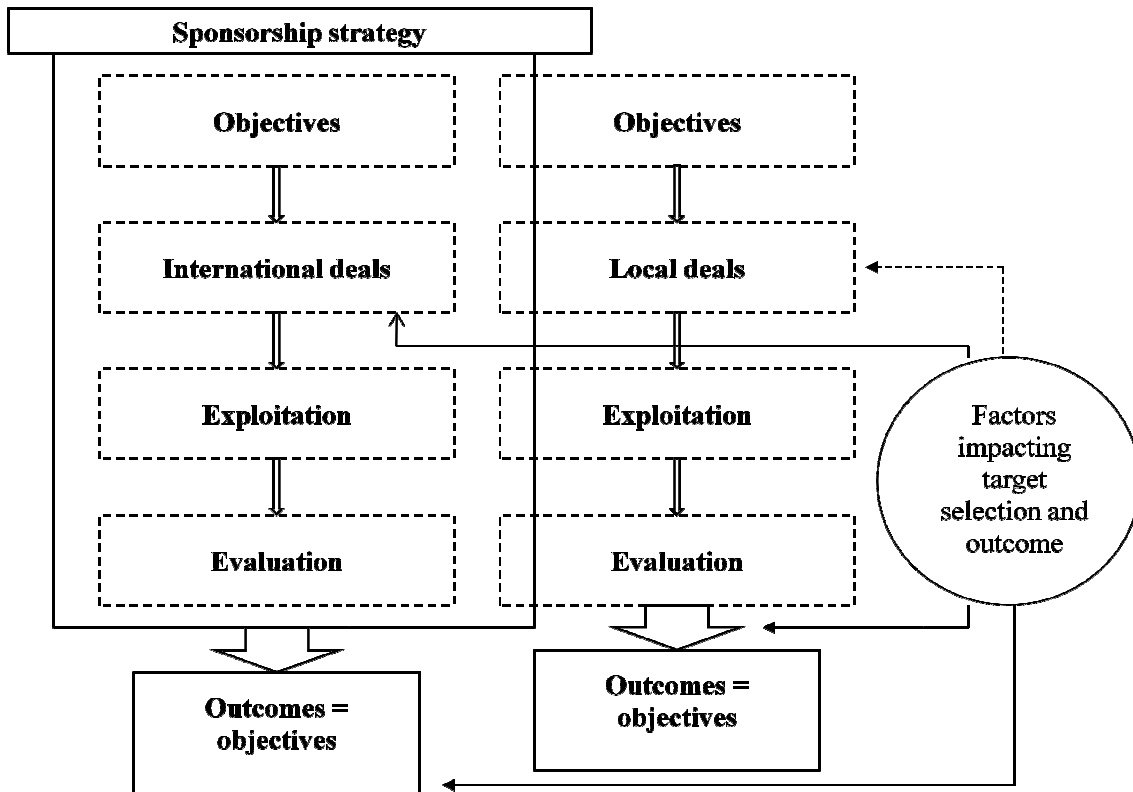 Sponsorship strategy
Objectives
Objectives
International deals
Local deals
Exploitation
Exploitation
Factors
impacting
target
selection and
outcome
Evaluation
Evaluation
Outcomes =
objectives
Outcomes =
objectives